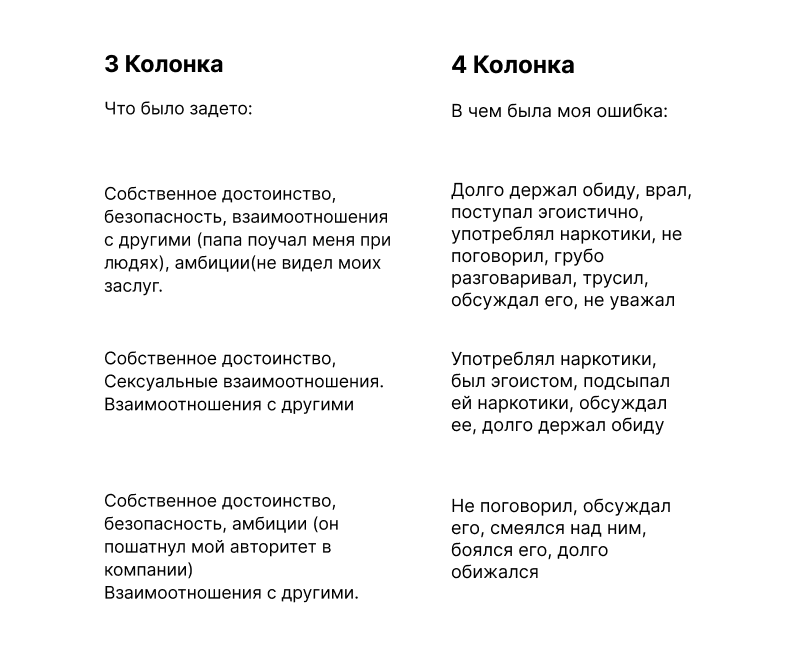 3 Колонка
Что было задето:
Собственное достоинство,
безопасность, взаимоотношения
с другими (папа поучал меня при
людях), амбиции(не видел моих
заслуг.
Собственное достоинство,
Сексуальные взаимоотношения.
Взаимоотношения с другими
Собственное достоинство,
безопасность, амбиции (он
пошатнул мой авторитет в
компании)
Взаимоотношения с другими.
4 Колонка
В чем была моя ошибка:
Долго держал обиду, врал,
поступал эгоистично,
употреблял наркотики, не
поговорил, грубо
разговаривал, трусил,
обсуждал его, не уважал
Употреблял наркотики,
был эгоистом, подсыпал
ей наркотики, обсуждал
ее, долго держал обиду
Не поговорил, обсуждал
его, смеялся над ним,
боялся его, долго
обижался